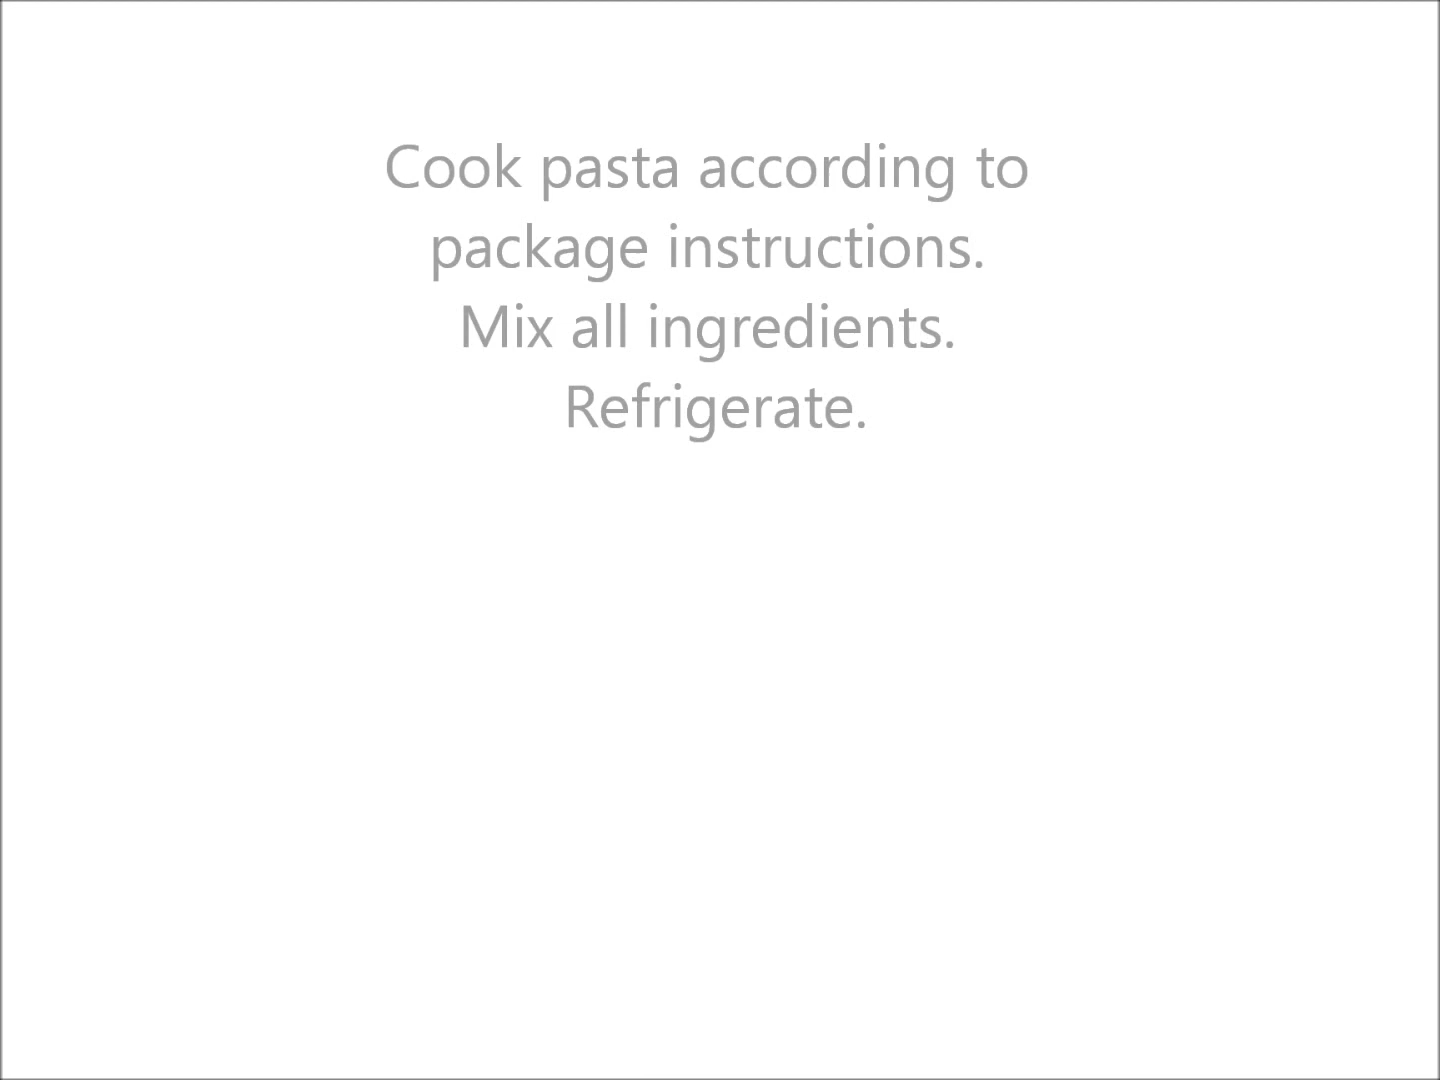 Cook pasta according to
package instructions.
Mix all ingredients.
Refrigerate.